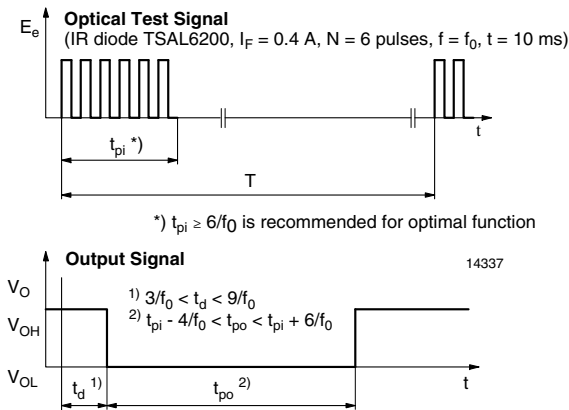 Optical Test Signal
E_e
(IR diode TSAL6200, I_F = 0.4 A, N = 6 pulses, f = f_0, t = 10 ms)
t
t_pi *)
T
*) t_pi ≥ 6/f_0 is recommended for optimal function
Output Signal
14337
V_O
1) 3/f_0 < t_d < 9/f_0
V_OH
2) t_pi - 4/f_0 < t_po < t_pi + 6/f_0
V_OL
t_d 1)
t_po 2)
t